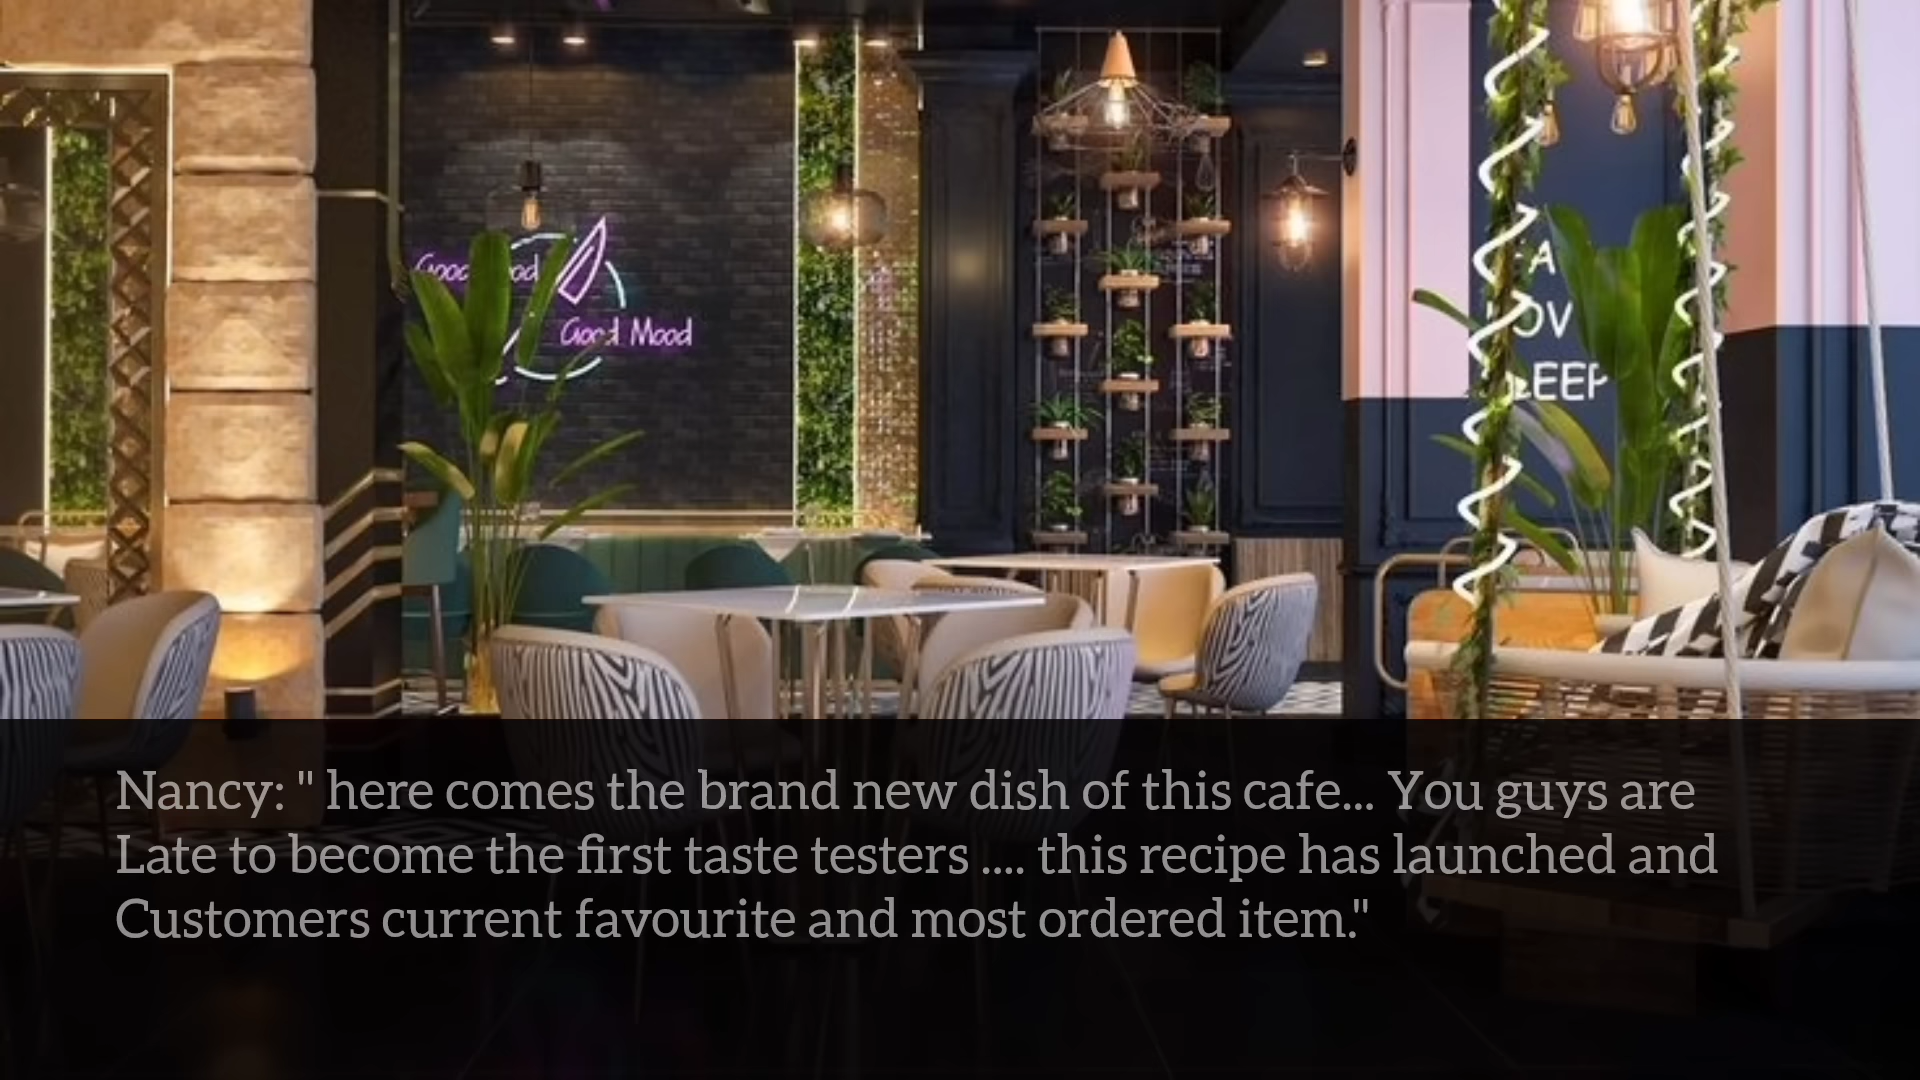 Good Mood
Nancy: " here comes the brand new dish of this cafe... You guys are
Late to become the first taste testers .... this recipe has launched and
Customers current favourite and most ordered item."